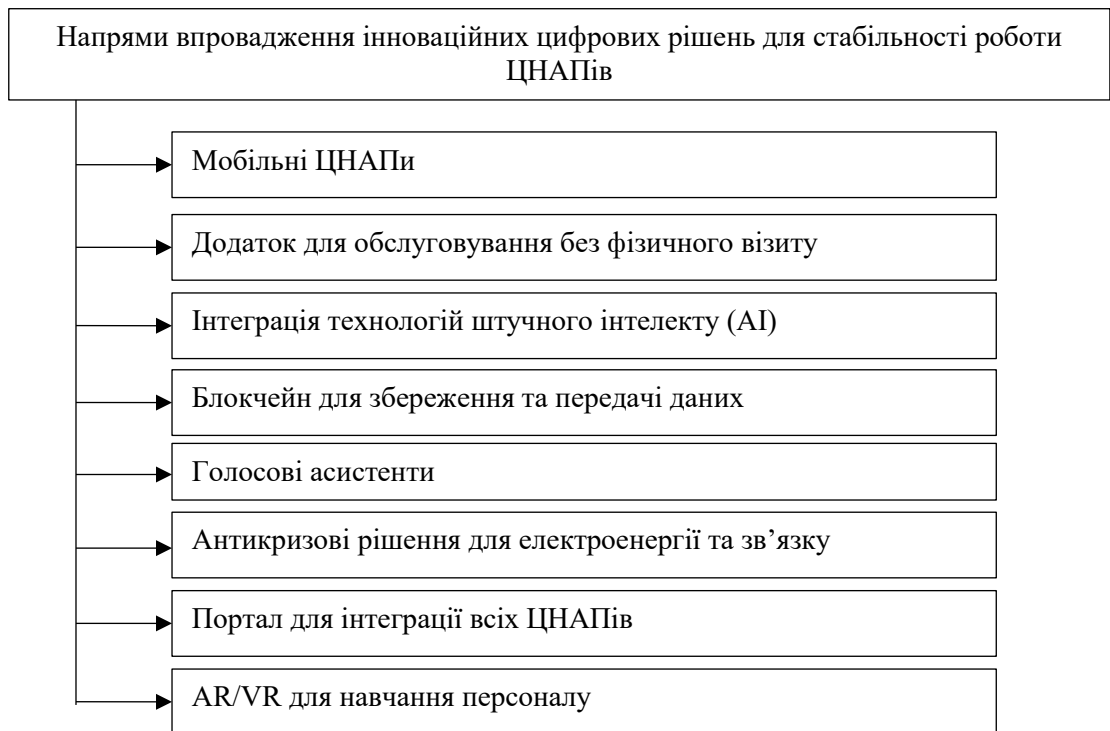 Напрями впровадження інноваційних цифрових рішень для стабільності роботи
ЦНАПів
Мобільні ЦНАПи
Додаток для обслуговування без фізичного візиту
Інтеграція технологій штучного інтелекту (AI)
Блокчейн для збереження та передачі даних
Голосові асистенти
Антикризові рішення для електроенергії та зв’язку
Портал для інтеграції всіх ЦНАПів
AR/VR для навчання персоналу